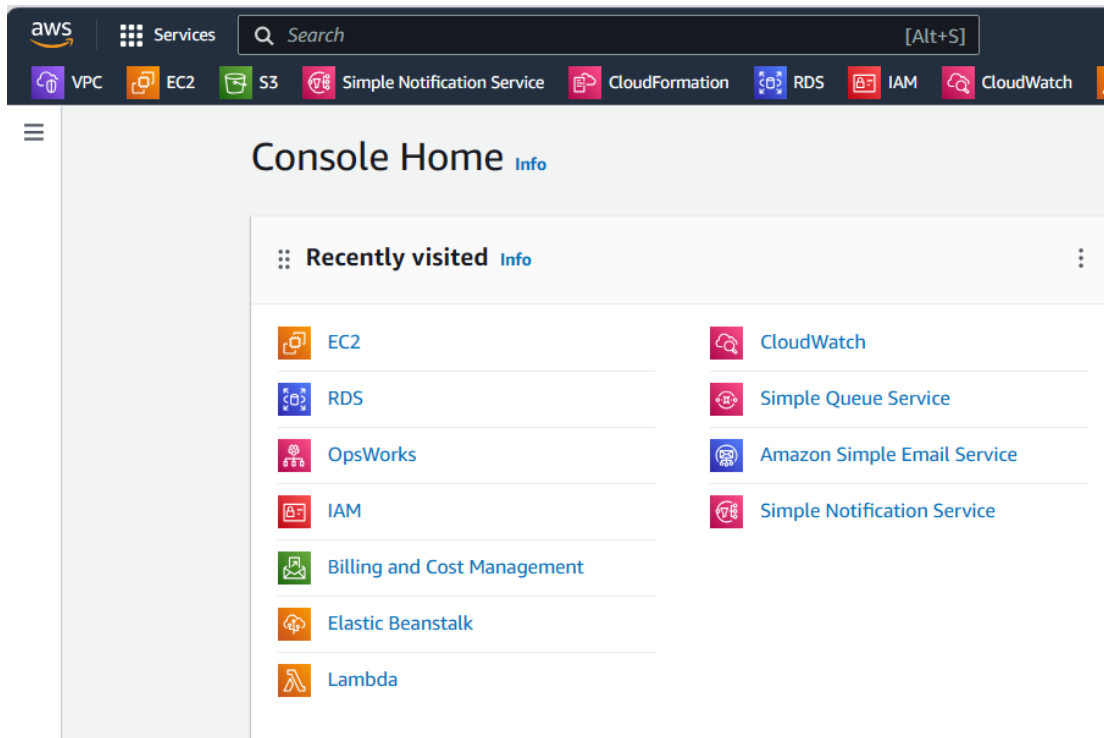 aws Services Search [Alt+S]
VPC EC2 S3 Simple Notification Service CloudFormation RDS IAM CloudWatch
Console Home Info
Recently visited Info
EC2
RDS
OpsWorks
IAM
Billing and Cost Management
Elastic Beanstalk
Lambda
CloudWatch
Simple Queue Service
Amazon Simple Email Service
Simple Notification Service